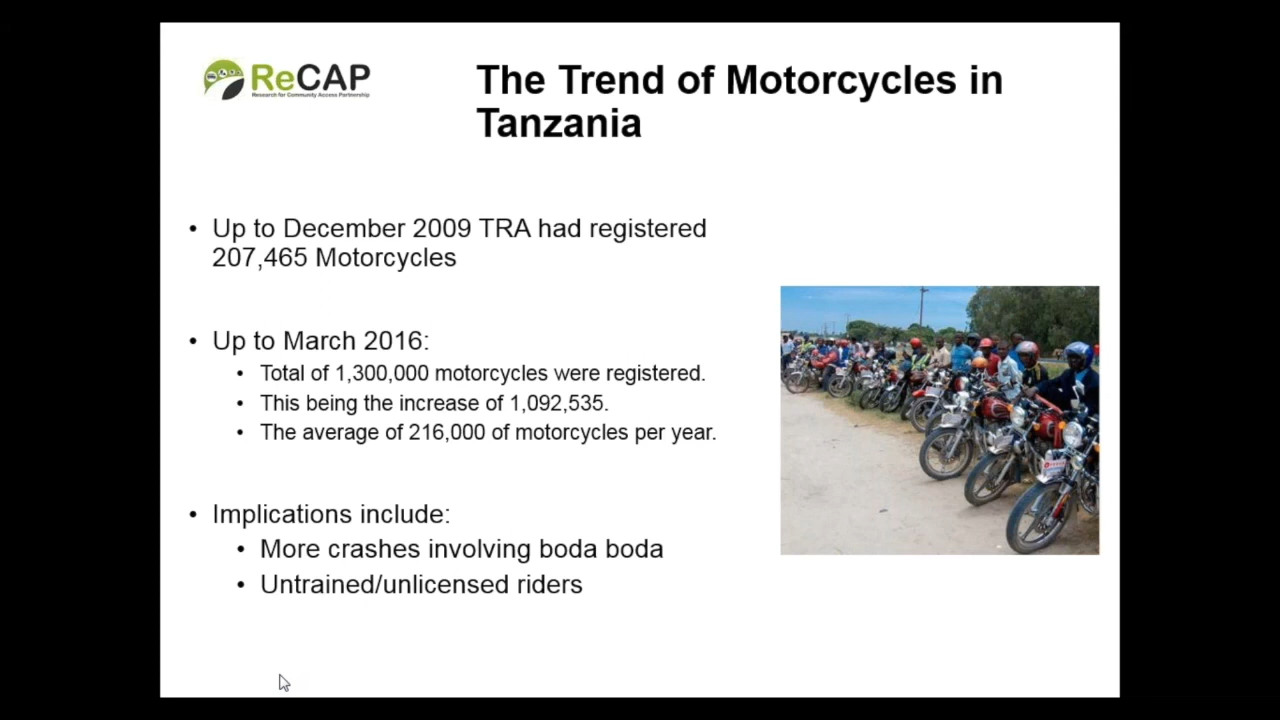 ReCAP
Research for Community Access Partnership
The Trend of Motorcycles in
Tanzania
• Up to December 2009 TRA had registered
207,465 Motorcycles
• Up to March 2016:
• Total of 1,300,000 motorcycles were registered.
• This being the increase of 1,092,535.
• The average of 216,000 of motorcycles per year.
• Implications include:
• More crashes involving boda boda
• Untrained/unlicensed riders